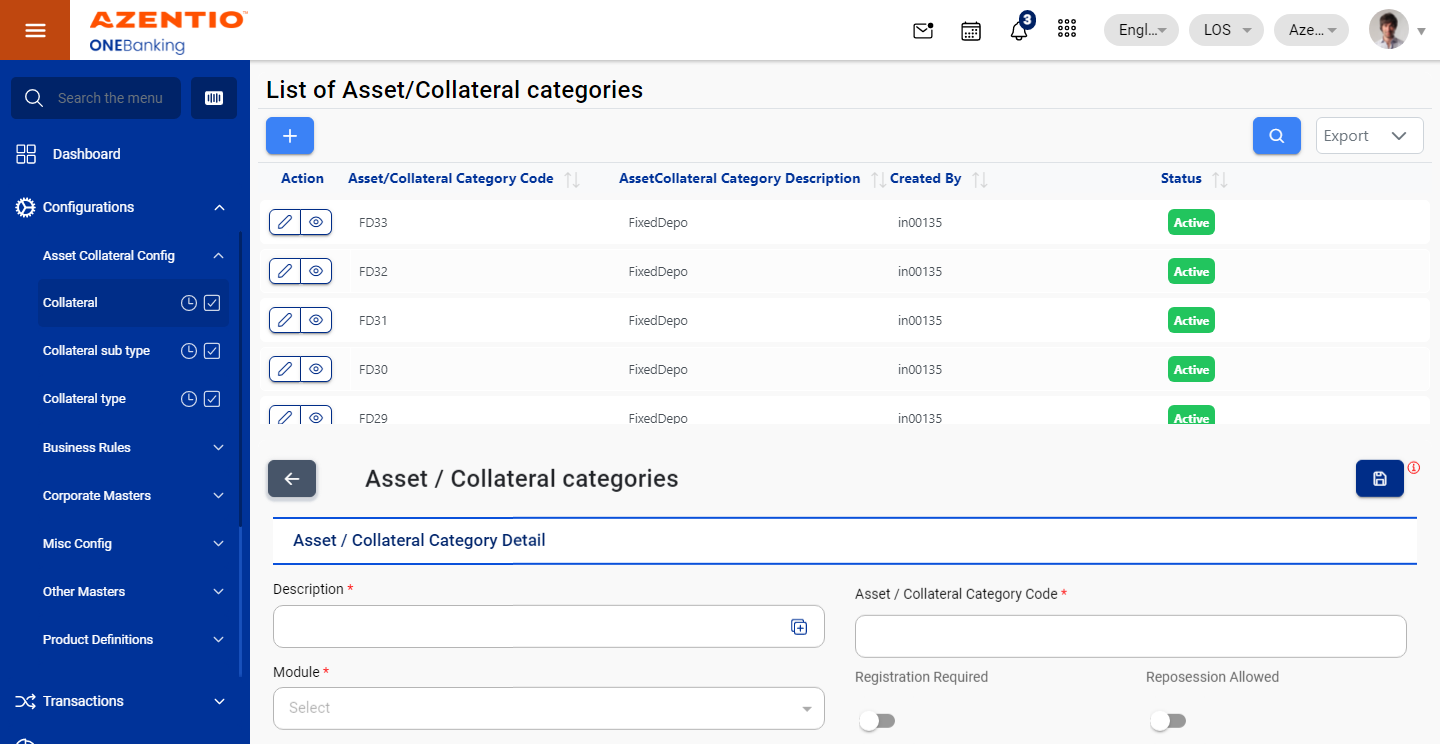 AZENTIO™
ONEBanking
3
Engl...
LOS
Aze...
Search the menu
Dashboard
Configurations
Asset Collateral Config
Collateral
Collateral sub type
Collateral type
Business Rules
Corporate Masters
Misc Config
Other Masters
Product Definitions
Transactions
List of Asset/Collateral categories
Export
Action Asset/Collateral Category Code AssetCollateral Category Description Created By Status
FD33 FixedDepo in00135 Active
FD32 FixedDepo in00135 Active
FD31 FixedDepo in00135 Active
FD30 FixedDepo in00135 Active
FD29 FixedDepo in00135 Active
Asset / Collateral categories
Asset / Collateral Category Detail
Description *
Asset / Collateral Category Code *
Module *
Select
Registration Required
Reposession Allowed